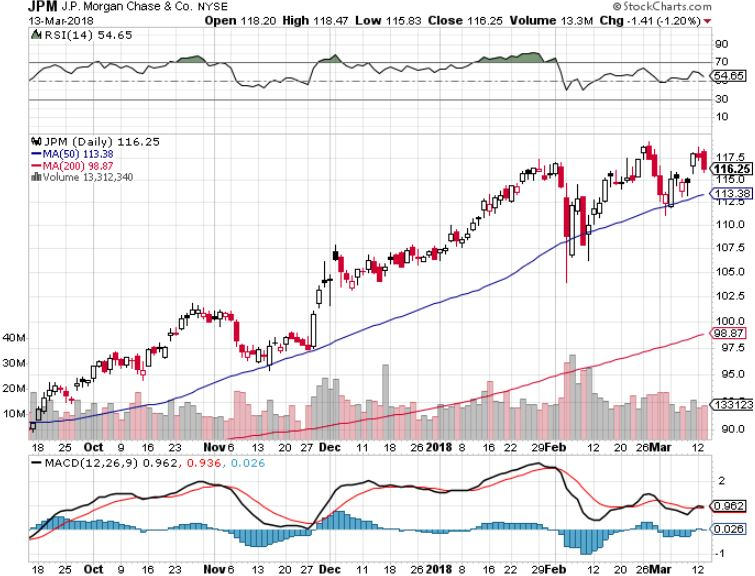 JPM J.P. Morgan Chase & Co. NYSE © StockCharts.com
13-Mar-2018 Open 118.20 High 118.47 Low 115.83 Close 116.25 Volume 13.3M Chg -1.41 (-1.20%)
RSI(14) 54.65
90
70
54.65
30
10
JPM (Daily) 116.25
MA(50) 113.38
MA(200) 98.87
Volume 13,312,340
117.5
116.25
115.0
113.38
112.5
110.0
107.5
105.0
102.5
100.0
98.87
97.5
95.0
90.0
40M
30M
20M
10M
133123
18 25 Oct 9 16 23 Nov 6 13 20 27 Dec 11 18 26 2018 8 16 22 29 Feb 12 20 26 Mar 12
MACD(12,26,9) 0.962, 0.936, 0.026
2
0.962
0.026
-1
18 25 Oct 9 16 23 Nov 6 13 20 27 Dec 11 18 26 2018 8 16 22 29 Feb 12 20 26 Mar 12